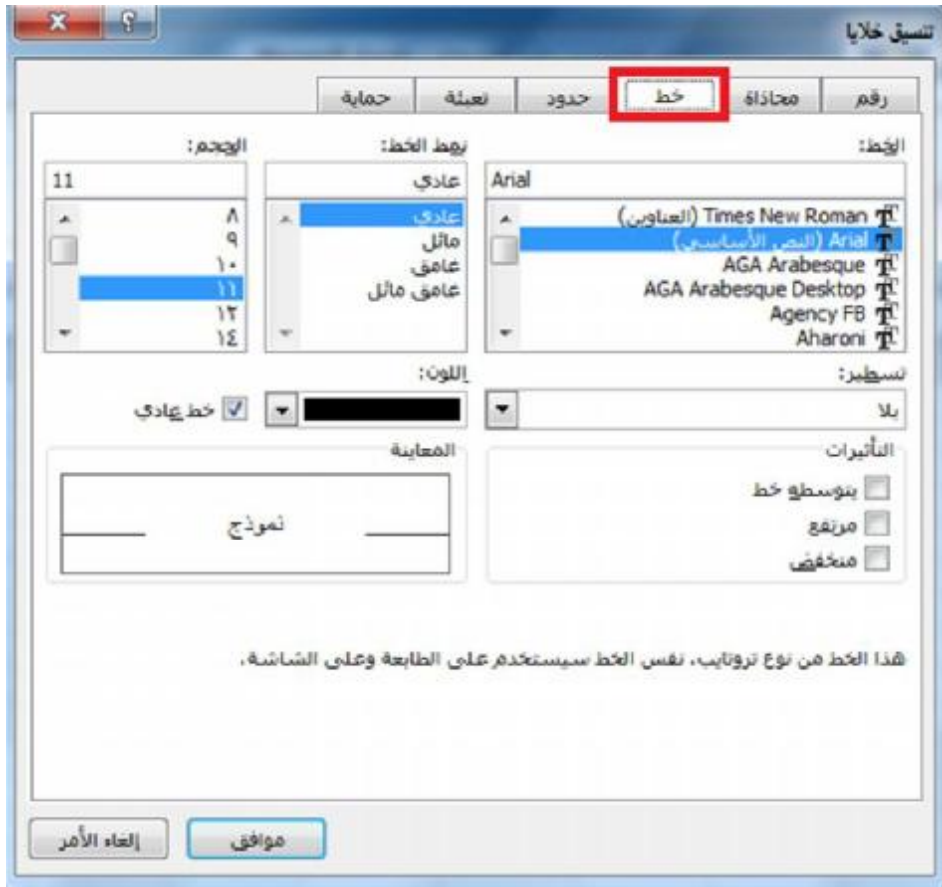 تنسيق خلايا
رقم محاذاة خط حدود تعبئة حماية
الخط: نمط الخط: الحجم:
Arial عادي 11
Times New Roman (العناوين) عادي ٨
Arial (النص الأساسي) مائل ٩
AGA Arabesque غامق ١٠
AGA Arabesque Desktop غامق مائل ١١
Agency FB ١٢
Aharoni ١٤
تسطير: اللون:
بلا خط عادي
التأثيرات المعاينة
يتوسطه خط
مرتفع نموذج
منخفض
هذا الخط من نوع تروتايب، نفس الخط سيستخدم على الطابعة وعلى الشاشة.
موافق إلغاء الأمر